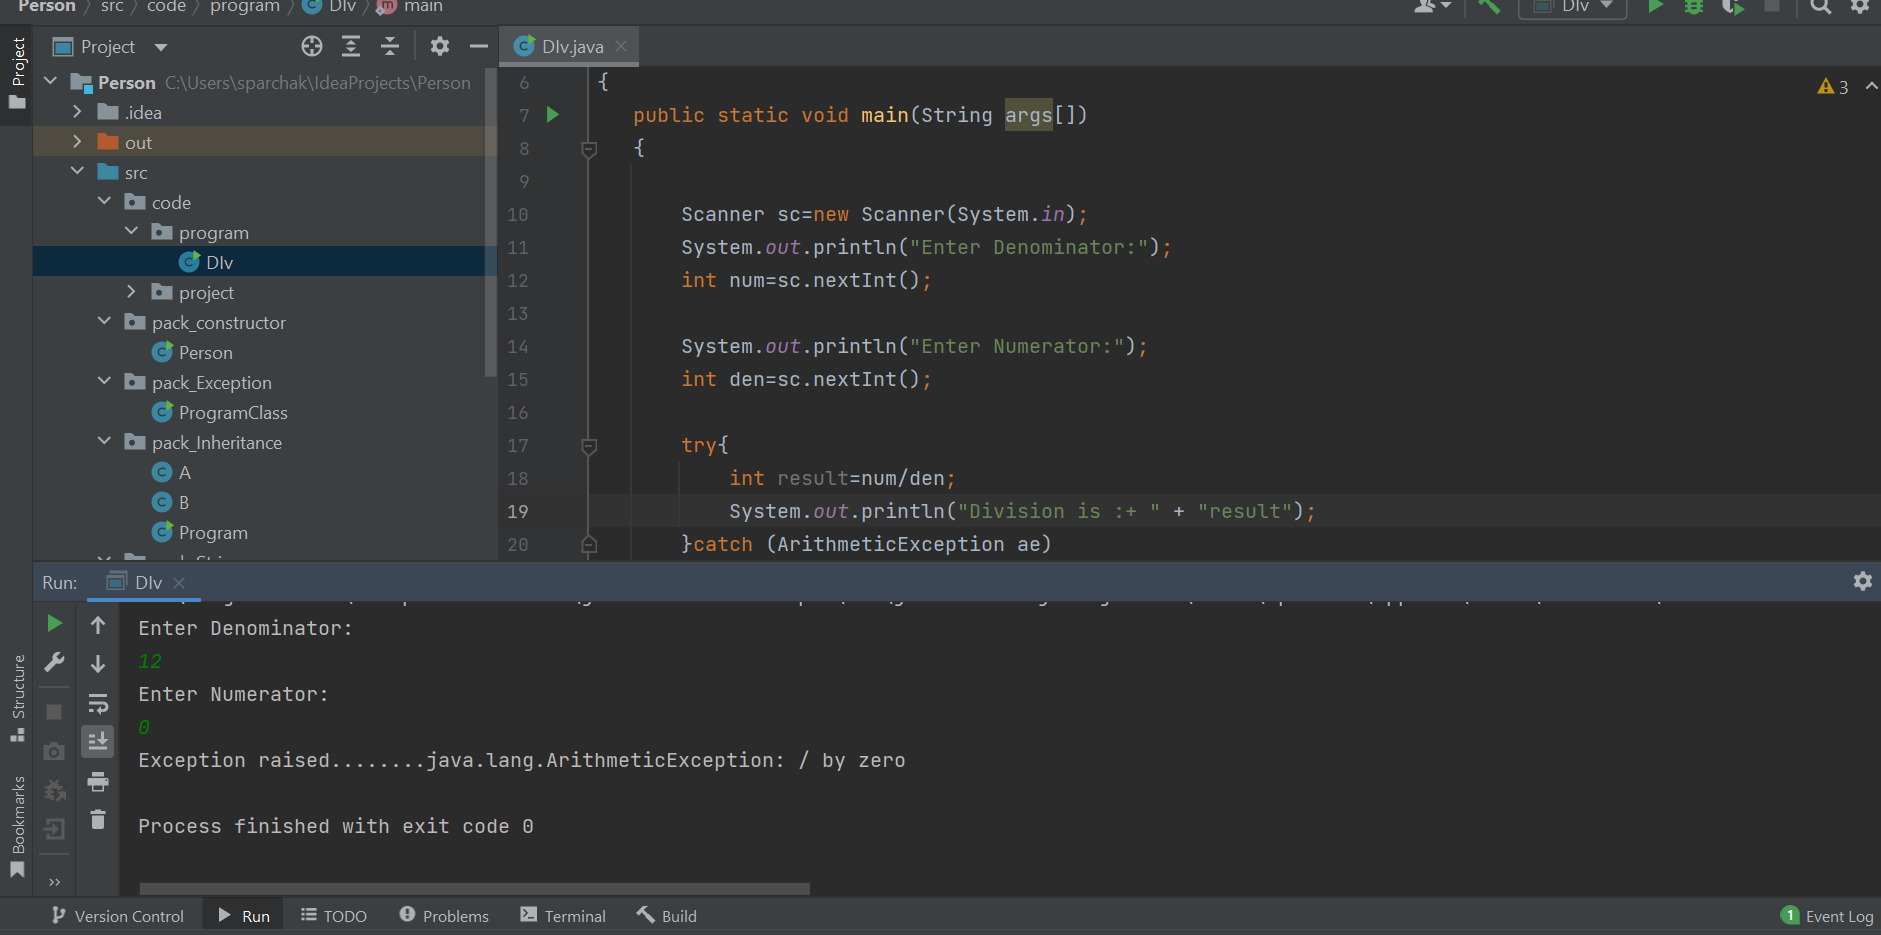 Person 〉 src 〉 code 〉 program 〉 DIv 〉 main
DIv
Project
Project
DIv.java
Person C:\Users\sparchak\IdeaProjects\Person
.idea
out
src
code
program
DIv
project
pack_constructor
Person
pack_Exception
ProgramClass
pack_Inheritance
A
B
Program
6 {
7 public static void main(String args[])
8 {
9
10 Scanner sc=new Scanner(System.in);
11 System.out.println("Enter Denominator:");
12 int num=sc.nextInt();
13
14 System.out.println("Enter Numerator:");
15 int den=sc.nextInt();
16
17 try{
18 int result=num/den;
19 System.out.println("Division is :+ " + "result");
20 }catch (ArithmeticException ae)
3
Run: DIv
Enter Denominator:
12
Enter Numerator:
0
Exception raised........java.lang.ArithmeticException: / by zero
Process finished with exit code 0
Structure
Bookmarks
Version Control Run TODO Problems Terminal Build
1 Event Log